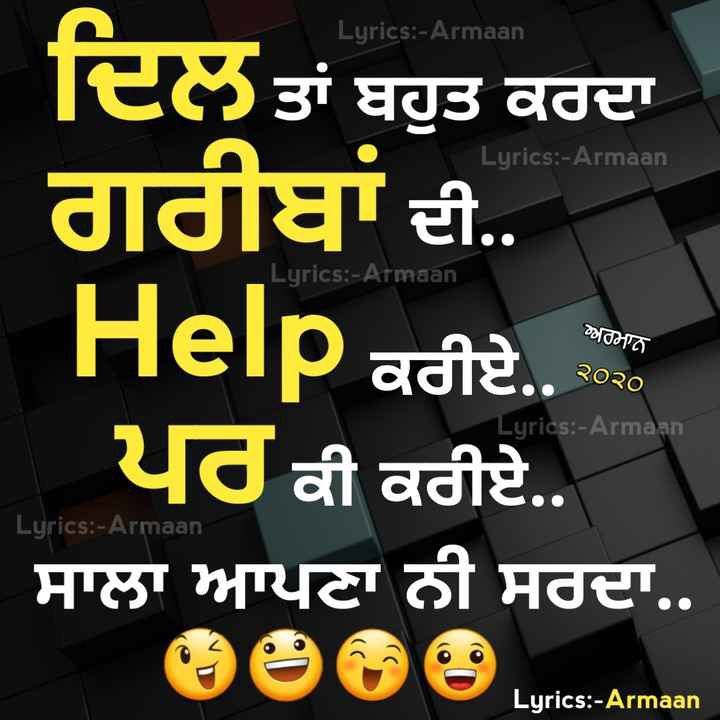 Lyrics:-Armaan
ਦਿਲ ਤਾਂ ਬਹੁਤ ਕਰਦਾ
Lyrics:-Armaan
ਗਰੀਬਾਂ ਦੀ..
Lyrics:-Armaan
Help ਕਰੀਏ..
ਅਰਮਾਨ
੨੦੨੦
Lyrics:-Armaan
ਪਰ ਕੀ ਕਰੀਏ..
Lyrics:-Armaan
ਸਾਲਾ ਆਪਣਾ ਨੀ ਸਰਦਾ..
Lyrics:-Armaan